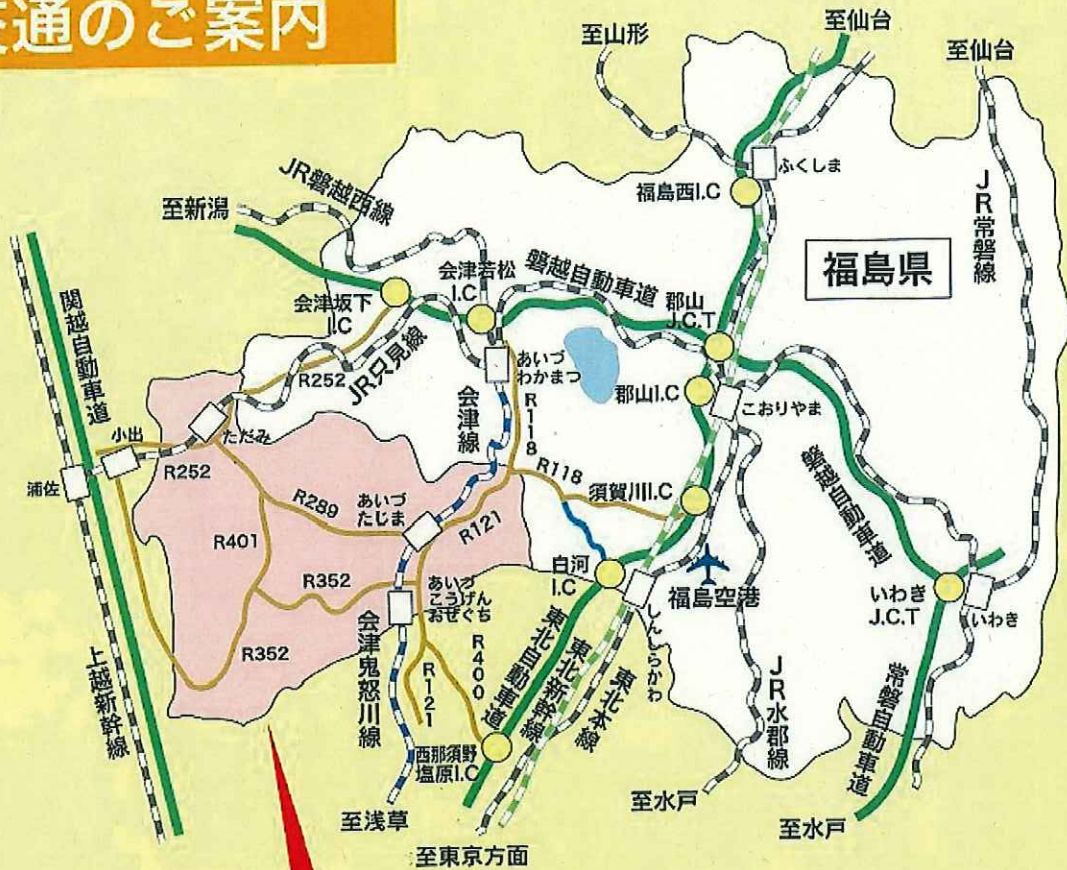 通のご案内
至仙台
至山形
至仙台
ふくしま
福島西I.C
JR常磐線
JR磐越西線
至新潟
福島県
会津若松
I.C
磐越自動車道
会津坂下
I.C
郡山
J.C.T
関越自動車道
JR只見線
R252
あいづ
わかまつ
会津線
R118
郡山I.C
こおりやま
小出
ただみ
R252
浦佐
R118
須賀川I.C
R289
あいづ
たじま
R121
磐越自動車道
R401
白河
I.C
福島空港
R352
あいづ
こうげん
おぜぐち
しんしらかわ
いわき
J.C.T
いわき
R352
会津鬼怒川線
R121
R400
東北自動車道
東北新幹線
東北本線
JR水郡線
常磐自動車道
上越新幹線
西那須野
塩原I.C
至水戸
至浅草
至水戸
至東京方面